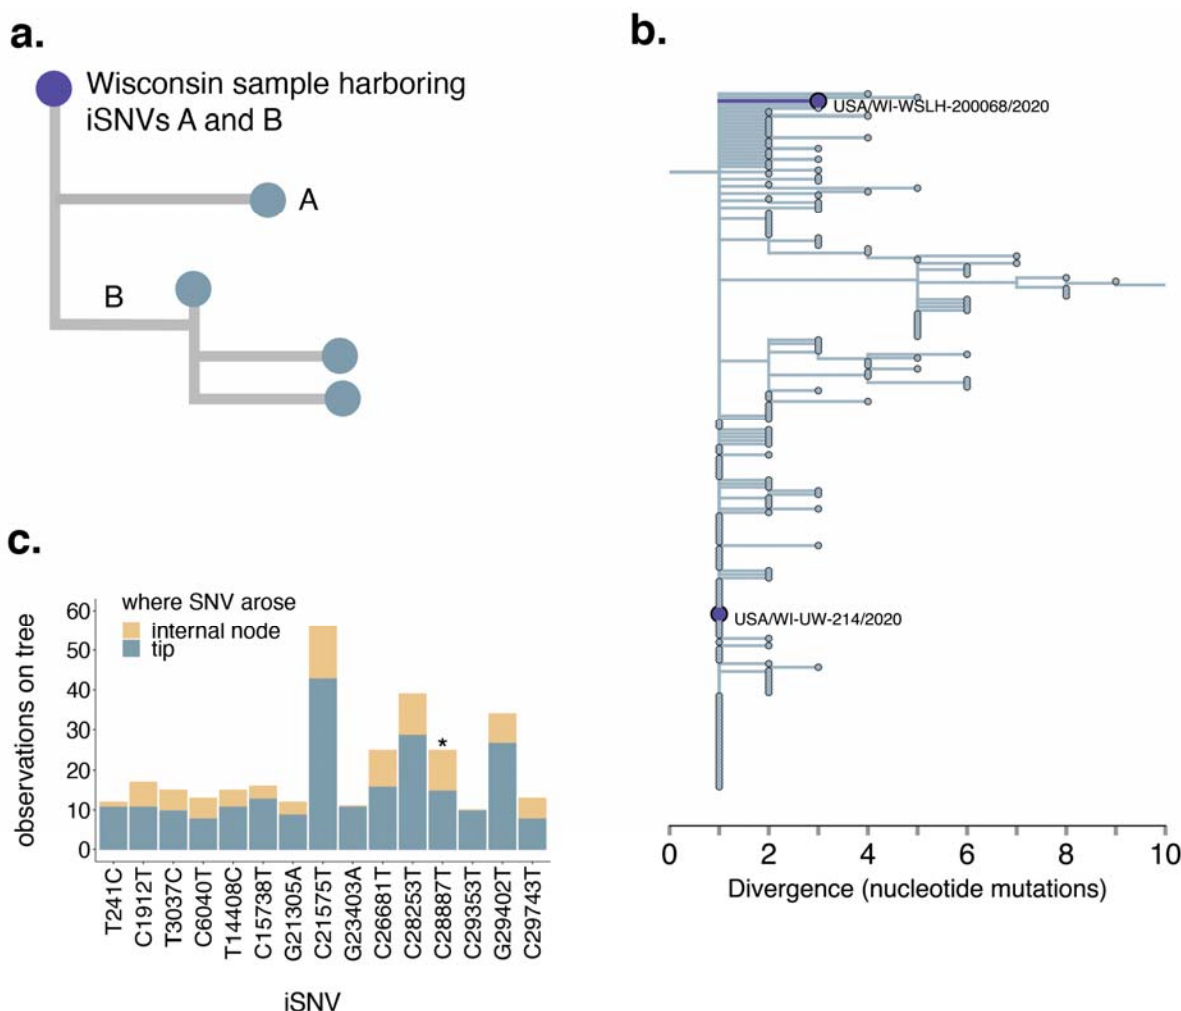 a.
Wisconsin sample harboring
iSNVs A and B
A
B
b.
USA/WI-WSLH-200068/2020
USA/WI-UW-214/2020
0 2 4 6 8 10
Divergence (nucleotide mutations)
c.
where SNV arose
internal node
tip
observations on tree
60
50
40
30
20
10
0
*
T241C
C1912T
T3037C
C6040T
T14408C
C15738T
G21305A
C21575T
G23403A
C26681T
C28253T
C28887T
C29353T
G29402T
C29743T
iSNV